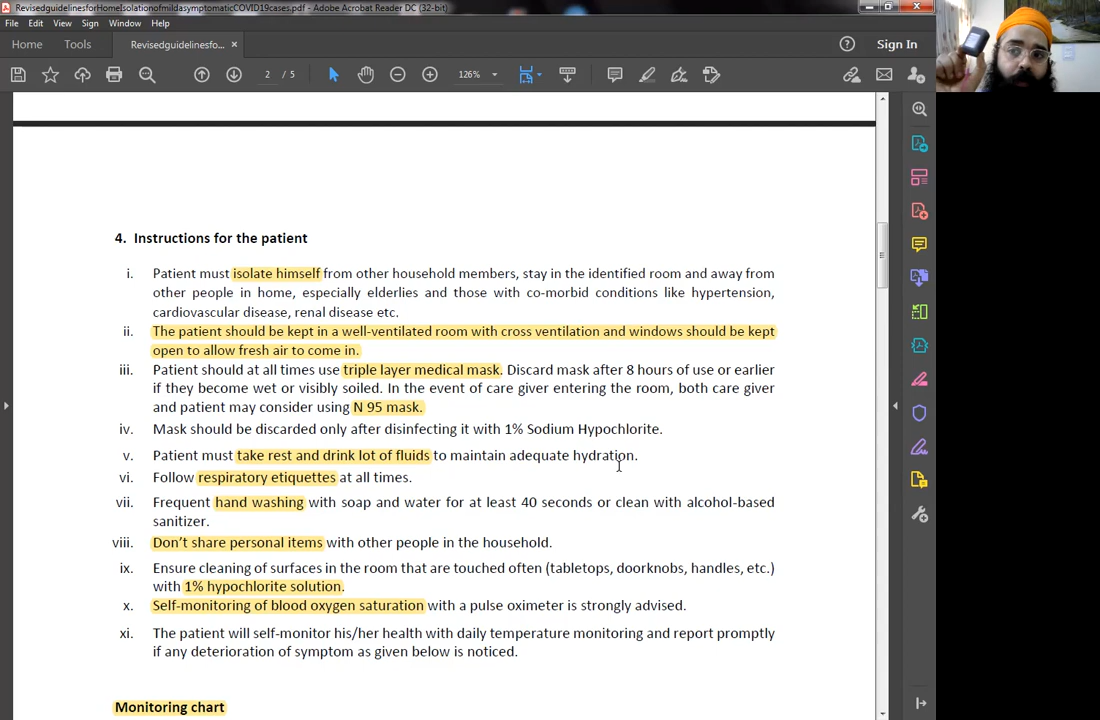 RevisedguidelinesforHomeIsolationofmildasymptomaticCOVID19cases.pdf - Adobe Acrobat Reader DC (32-bit)
File Edit View Sign Window Help
Home Tools Revisedguidelinesfo... × Sign In
2 / 5 126%
4. Instructions for the patient
i. Patient must isolate himself from other household members, stay in the identified room and away from
other people in home, especially elderlies and those with co-morbid conditions like hypertension,
cardiovascular disease, renal disease etc.
ii. The patient should be kept in a well-ventilated room with cross ventilation and windows should be kept
open to allow fresh air to come in.
iii. Patient should at all times use triple layer medical mask. Discard mask after 8 hours of use or earlier
if they become wet or visibly soiled. In the event of care giver entering the room, both care giver
and patient may consider using N 95 mask.
iv. Mask should be discarded only after disinfecting it with 1% Sodium Hypochlorite.
v. Patient must take rest and drink lot of fluids to maintain adequate hydration.
vi. Follow respiratory etiquettes at all times.
vii. Frequent hand washing with soap and water for at least 40 seconds or clean with alcohol-based
sanitizer.
viii. Don't share personal items with other people in the household.
ix. Ensure cleaning of surfaces in the room that are touched often (tabletops, doorknobs, handles, etc.)
with 1% hypochlorite solution.
x. Self-monitoring of blood oxygen saturation with a pulse oximeter is strongly advised.
xi. The patient will self-monitor his/her health with daily temperature monitoring and report promptly
if any deterioration of symptom as given below is noticed.
Monitoring chart